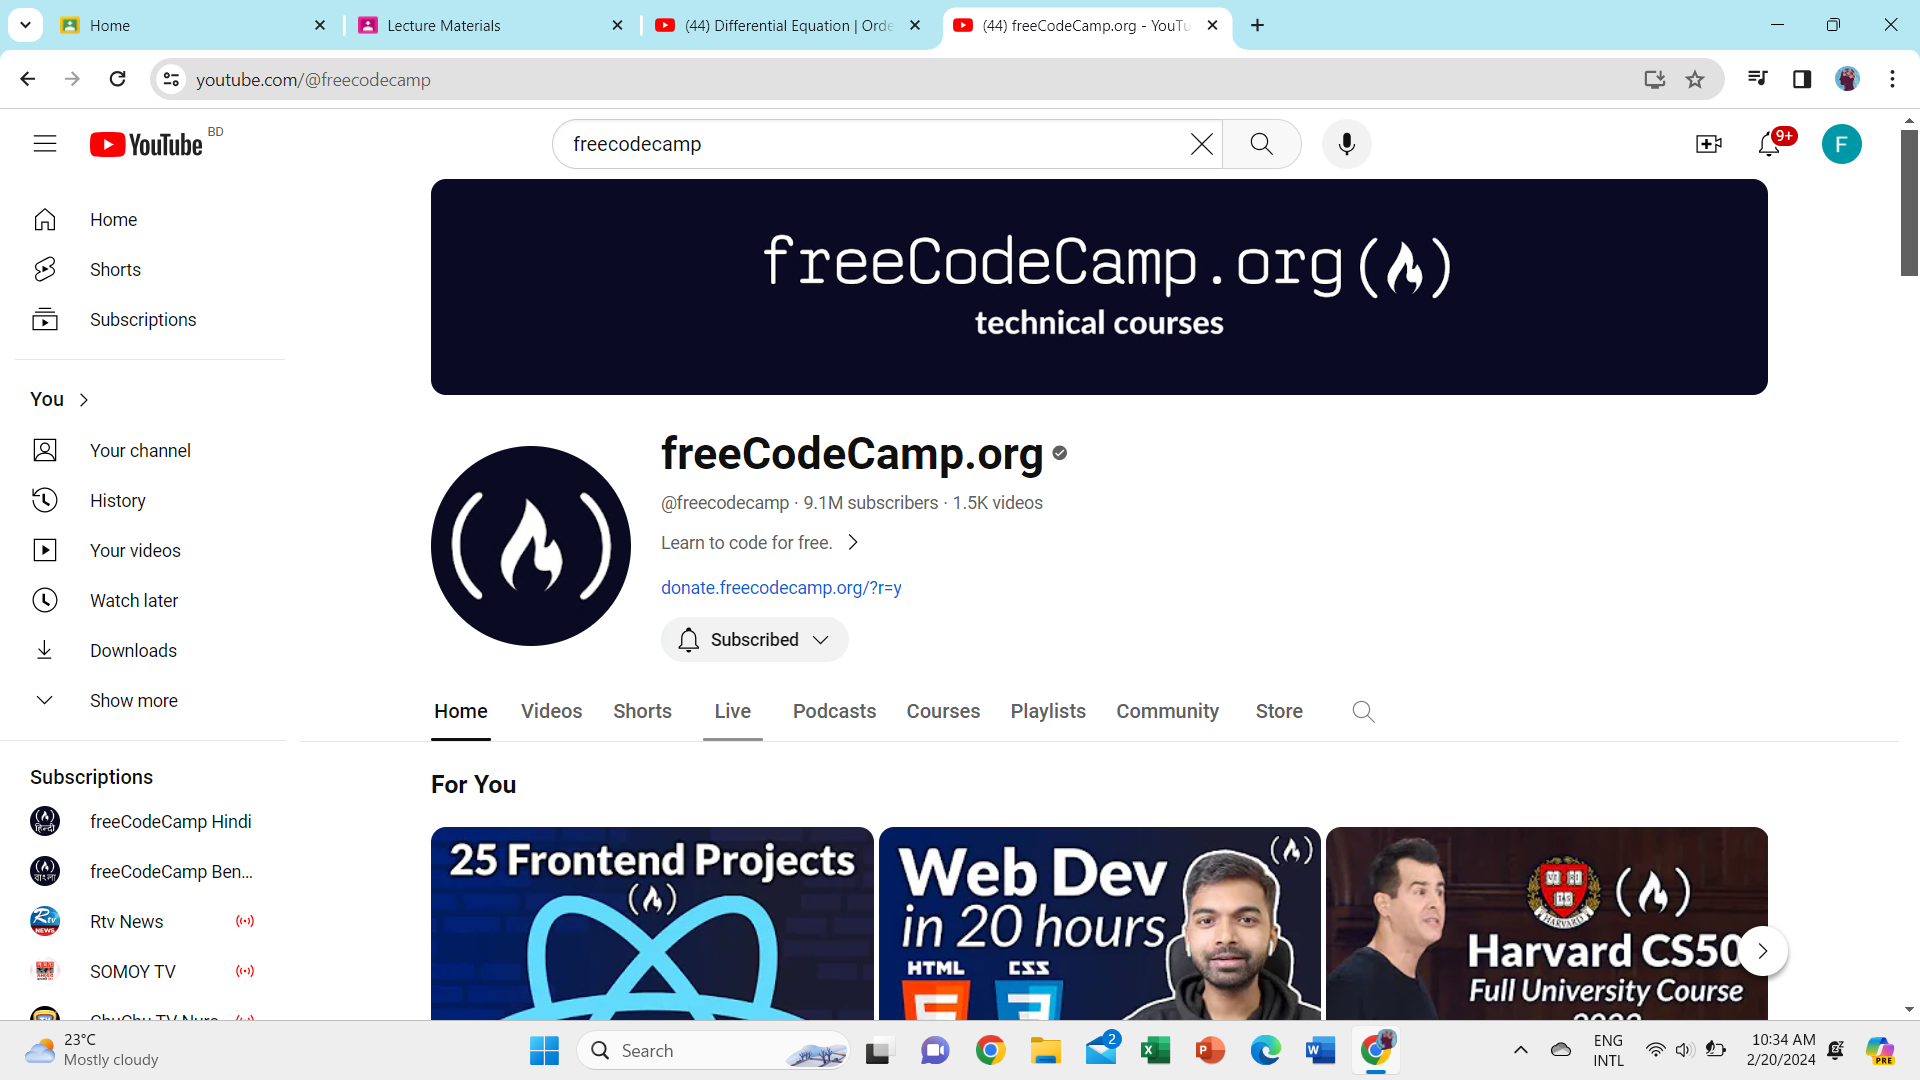 Home
Lecture Materials
(44) Differential Equation | Orde
(44) freeCodeCamp.org - YouTu
youtube.com/@freecodecamp
YouTube BD
freecodecamp
9+
F
Home
Shorts
Subscriptions
You
Your channel
History
Your videos
Watch later
Downloads
Show more
Subscriptions
freeCodeCamp Hindi
freeCodeCamp Ben...
Rtv News
SOMOY TV
freeCodeCamp.org
technical courses
freeCodeCamp.org
@freecodecamp · 9.1M subscribers · 1.5K videos
Learn to code for free.
donate.freecodecamp.org/?r=y
Subscribed
Home Videos Shorts Live Podcasts Courses Playlists Community Store
For You
25 Frontend Projects
Web Dev
in 20 hours
HTML CSS
HARVARD
Harvard CS50
Full University Course
23°C
Mostly cloudy
Search
2
ENG
INTL
10:34 AM
2/20/2024
PRE